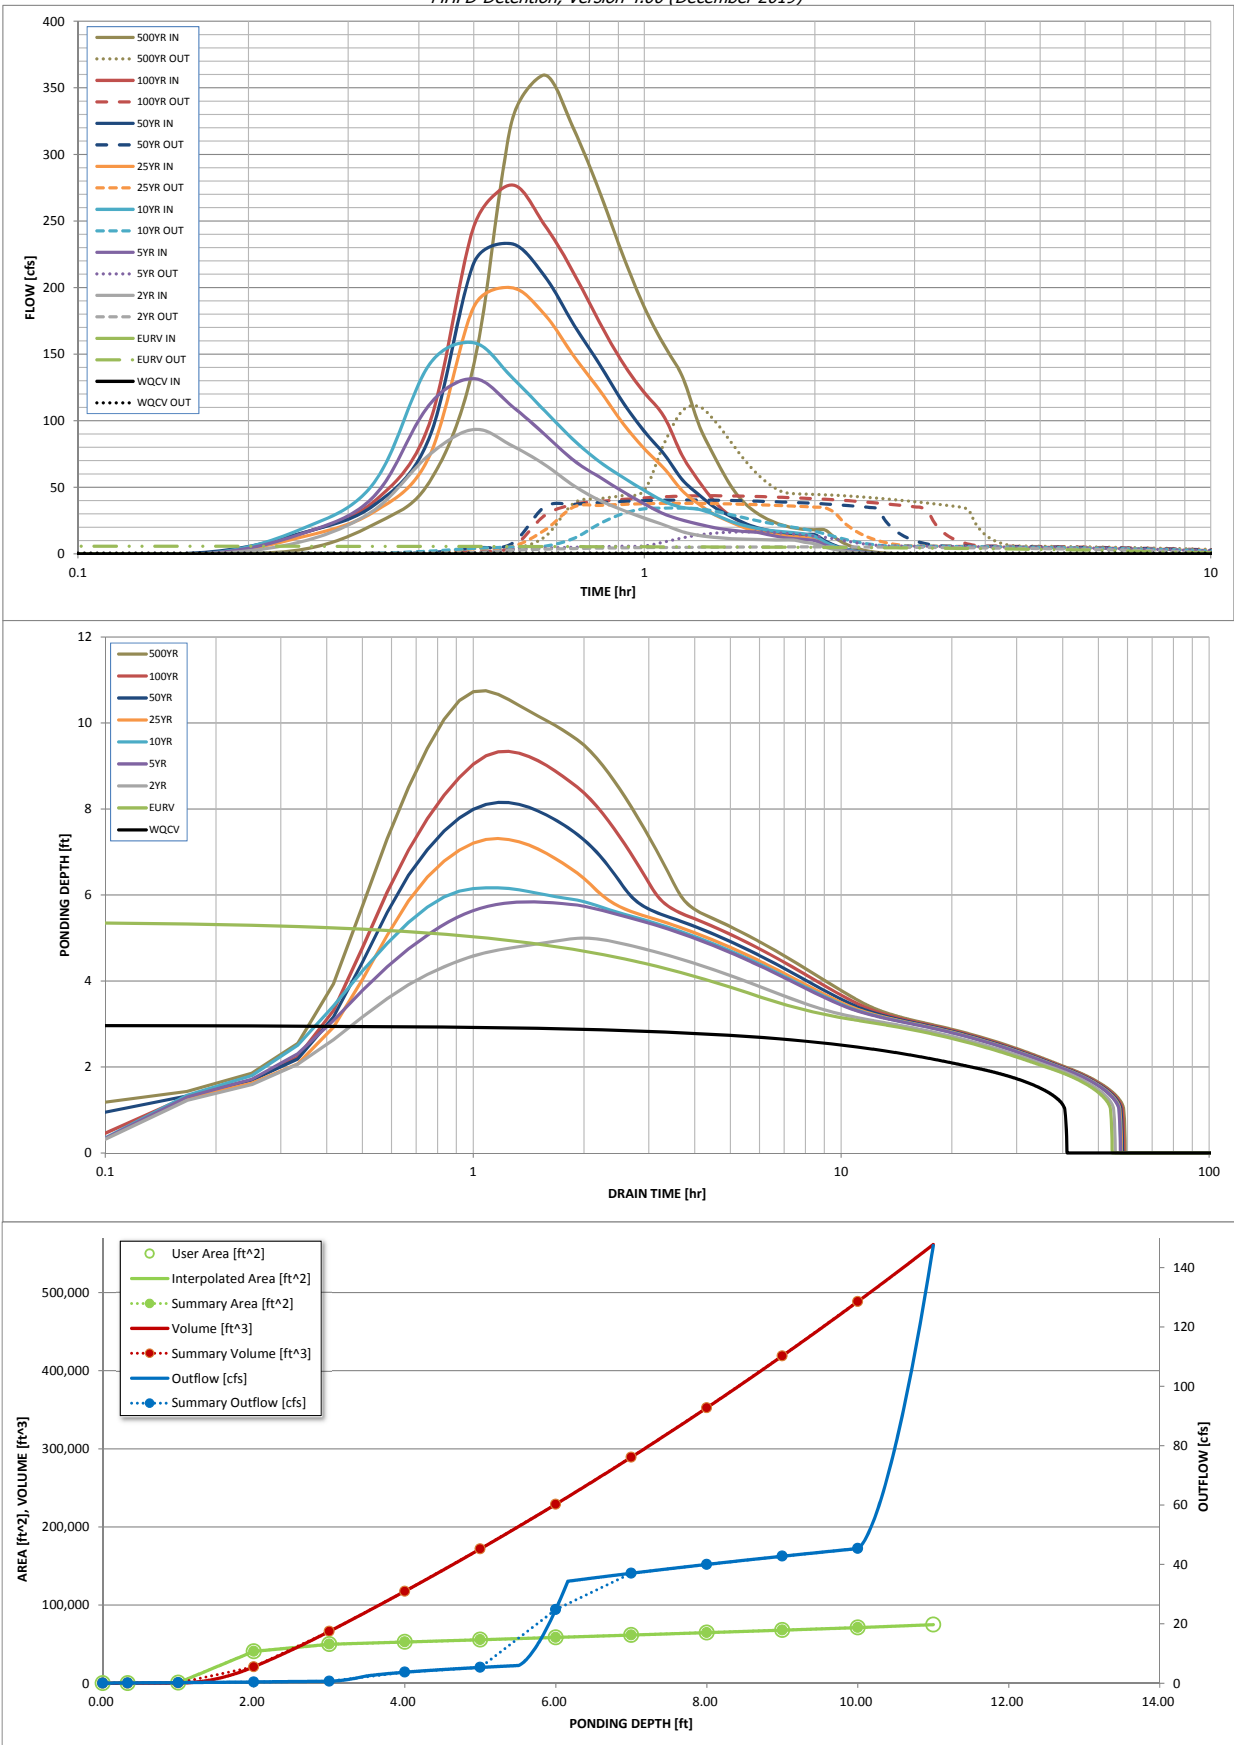 MHFD-Detention, Version 4.00 (December 2019)
400
350
300
250
200
150
100
50
0
FLOW [cfs]
500YR IN
500YR OUT
100YR IN
100YR OUT
50YR IN
50YR OUT
25YR IN
25YR OUT
10YR IN
10YR OUT
5YR IN
5YR OUT
2YR IN
2YR OUT
EURV IN
EURV OUT
WQCV IN
WQCV OUT
0.1 1 10
TIME [hr]
12
10
8
6
4
2
0
PONDING DEPTH [ft]
500YR
100YR
50YR
25YR
10YR
5YR
2YR
EURV
WQCV
0.1 1 10 100
DRAIN TIME [hr]
User Area [ft^2]
Interpolated Area [ft^2]
Summary Area [ft^2]
Volume [ft^3]
Summary Volume [ft^3]
Outflow [cfs]
Summary Outflow [cfs]
500,000
400,000
300,000
200,000
100,000
0
AREA [ft^2], VOLUME [ft^3]
140
120
100
80
60
40
20
0
OUTFLOW [cfs]
0.00 2.00 4.00 6.00 8.00 10.00 12.00 14.00
PONDING DEPTH [ft]